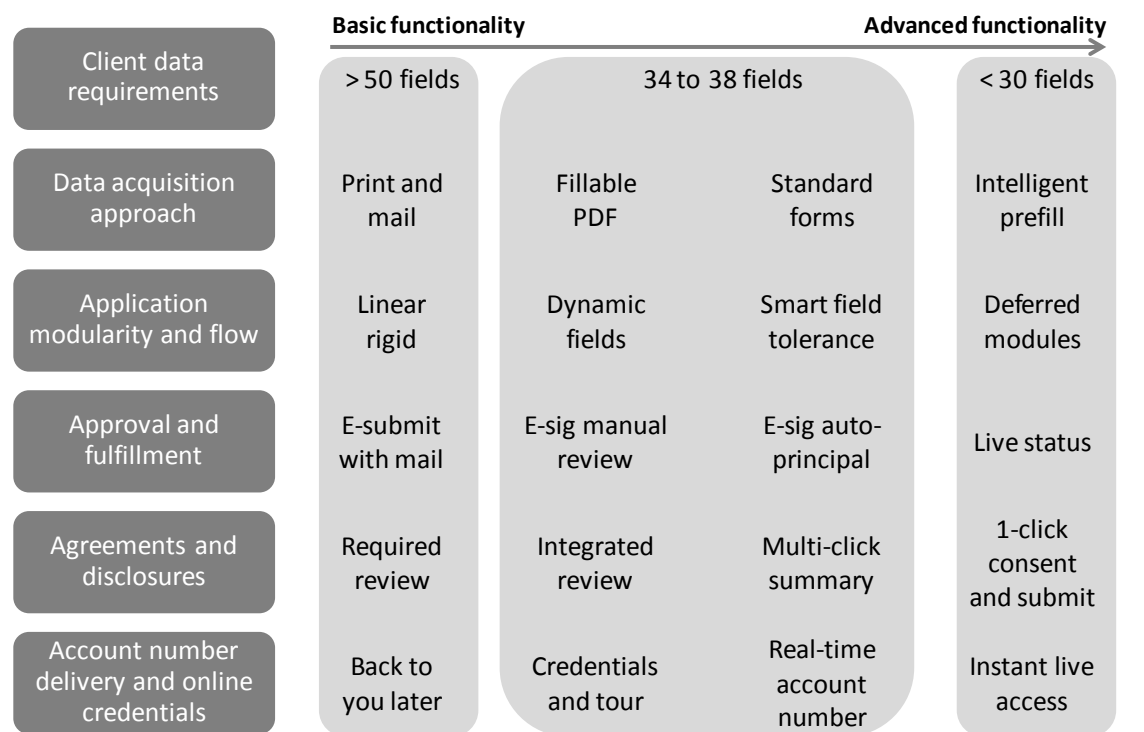 Basic functionality
Advanced functionality
Client data
requirements
> 50 fields
34 to 38 fields
< 30 fields
Data acquisition
approach
Print and
mail
Fillable
PDF
Standard
forms
Intelligent
prefill
Application
modularity and flow
Linear
rigid
Dynamic
fields
Smart field
tolerance
Deferred
modules
Approval and
fulfillment
E-submit
with mail
E-sig manual
review
E-sig auto-
principal
Live status
Agreements and
disclosures
Required
review
Integrated
review
Multi-click
summary
1-click
consent
and submit
Account number
delivery and online
credentials
Back to
you later
Credentials
and tour
Real-time
account
number
Instant live
access